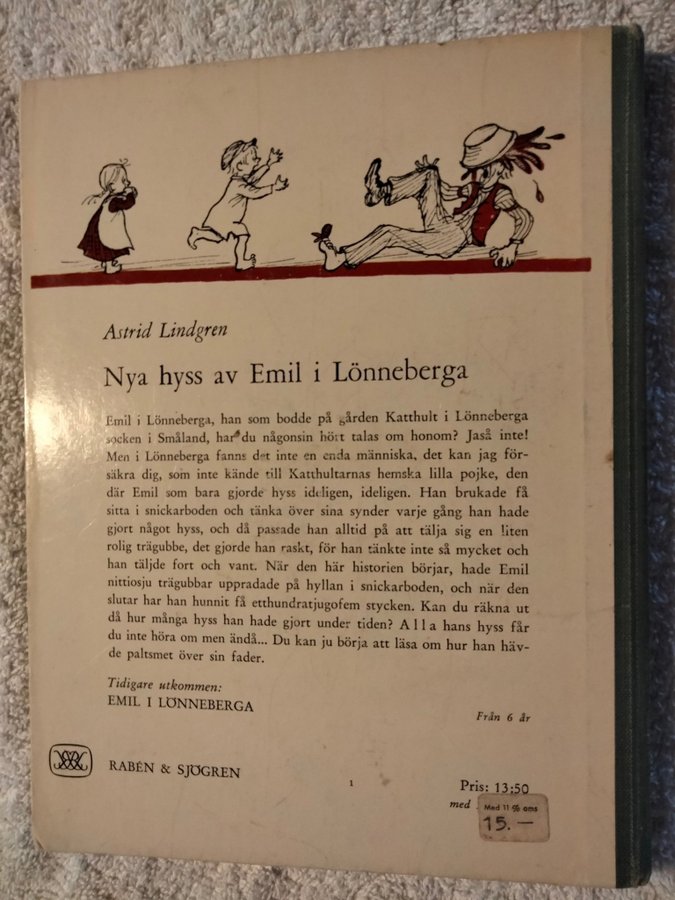 Astrid Lindgren
Nya hyss av Emil i Lönneberga
Emil i Lönneberga, han som bodde på gården Katthult i Lönneberga
socken i Småland, har du någonsin hört talas om honom? Jaså inte!
Men i Lönneberga fanns det inte en enda människa, det kan jag för-
säkra dig, som inte kände till Katthultarnas hemska lilla pojke, den
där Emil som bara gjorde hyss ideligen, ideligen. Han brukade få
sitta i snickarboden och tänka över sina synder varje gång han hade
gjort något hyss, och då passade han alltid på att tälja sig en liten
rolig trägubbe, det gjorde han raskt, för han tänkte inte så mycket och
han täljde fort och vant. När den här historien börjar, hade Emil
nittiosju trägubbar uppradade på hyllan i snickarboden, och när den
slutar har han hunnit få etthundratjugofem stycken. Kan du räkna ut
då hur många hyss han hade gjort under tiden? Alla hans hyss får
du inte höra om men ändå... Du kan ju börja att läsa om hur han häv-
de paltsmet över sin fader.
Tidigare utkommen:
EMIL I LÖNNEBERGA
Från 6 år
RABÉN & SJÖGREN
1
Pris: 13:50
med
Med 11 % oms
15.—